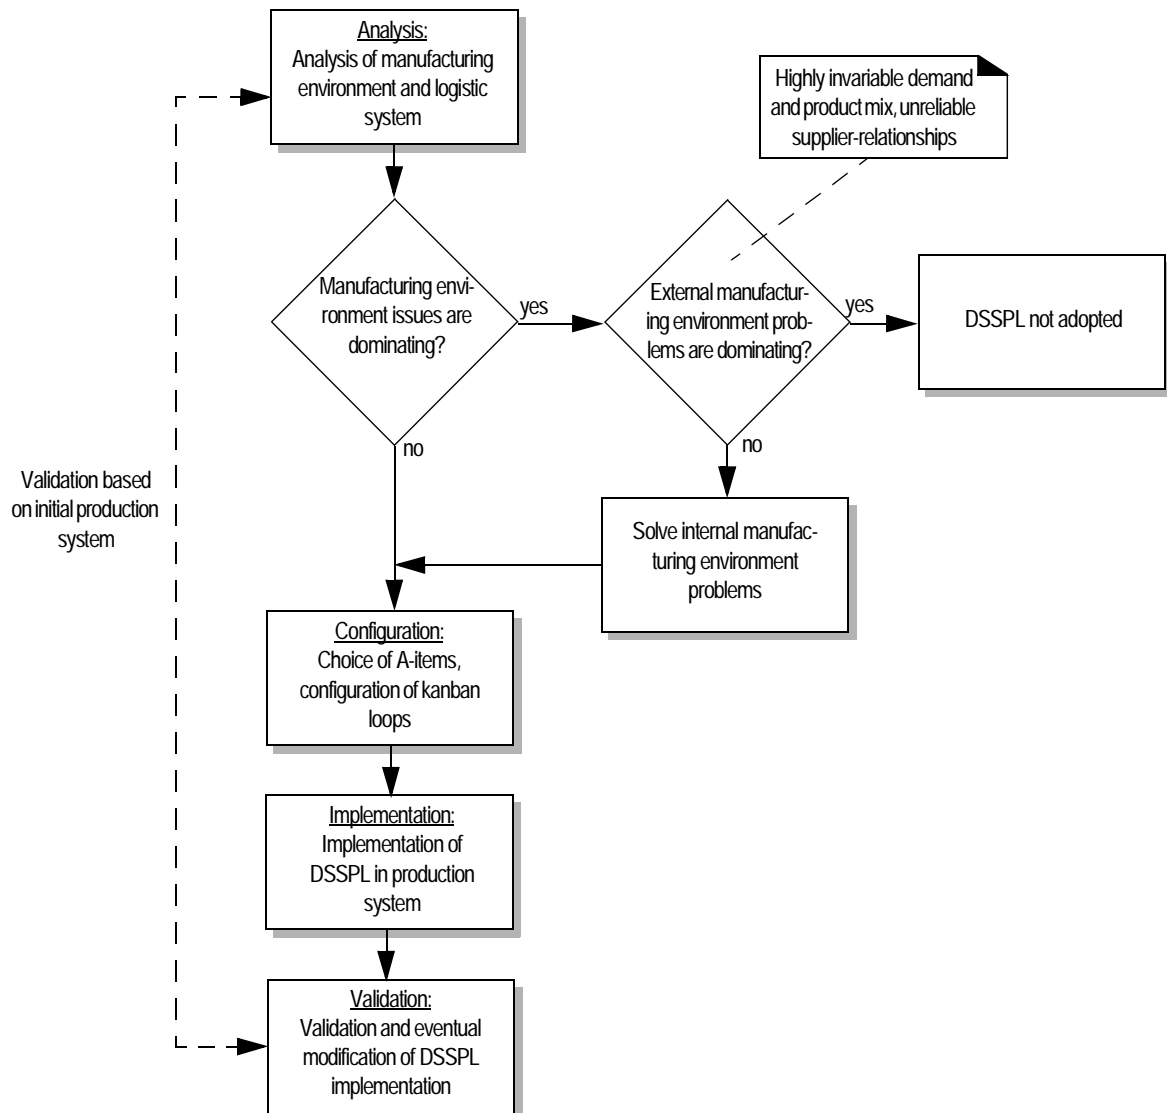 Analysis:
Analysis of manufacturing
environment and logistic
system
Highly invariable demand
and product mix, unreliable
supplier-relationships
Manufacturing envi-
ronment issues are
dominating?
yes
External manufactur-
ing environment prob-
lems are dominating?
yes
DSSPL not adopted
no
no
Validation based
on initial production
system
Solve internal manufac-
turing environment
problems
Configuration:
Choice of A-items,
configuration of kanban
loops
Implementation:
Implementation of
DSSPL in production
system
Validation:
Validation and eventual
modification of DSSPL
implementation